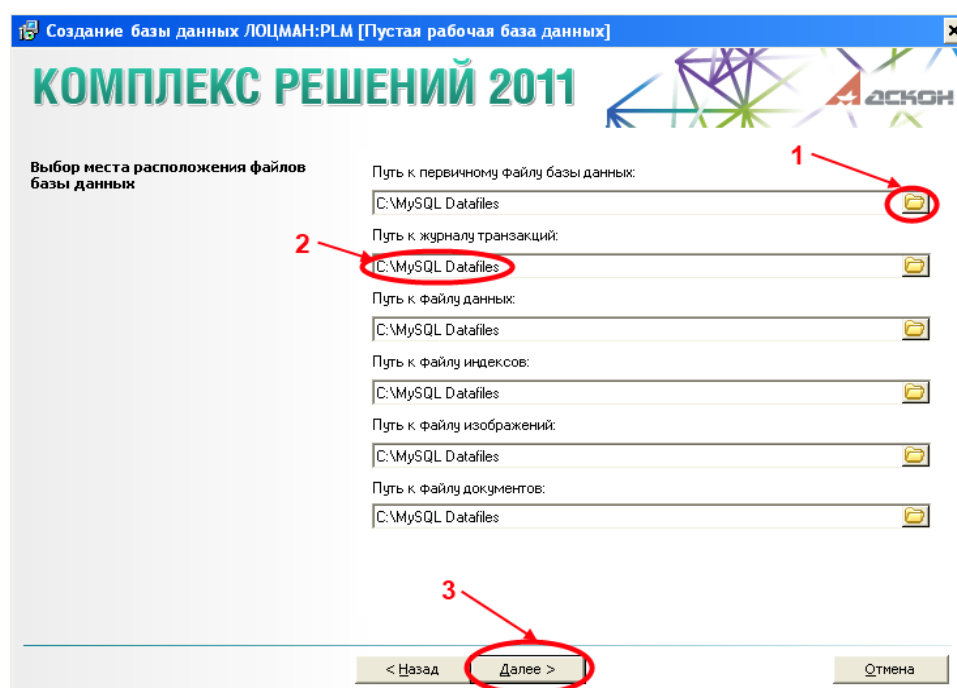 Создание базы данных ЛОЦМАН:PLM [Пустая рабочая база данных]
КОМПЛЕКС РЕШЕНИЙ 2011
АСКОН
Выбор места расположения файлов
базы данных
1
Путь к первичному файлу базы данных:
C:\MySQL Datafiles
2
Путь к журналу транзакций:
C:\MySQL Datafiles
Путь к файлу данных:
C:\MySQL Datafiles
Путь к файлу индексов:
C:\MySQL Datafiles
Путь к файлу изображений:
C:\MySQL Datafiles
Путь к файлу документов:
C:\MySQL Datafiles
3
< Назад
Далее >
Отмена